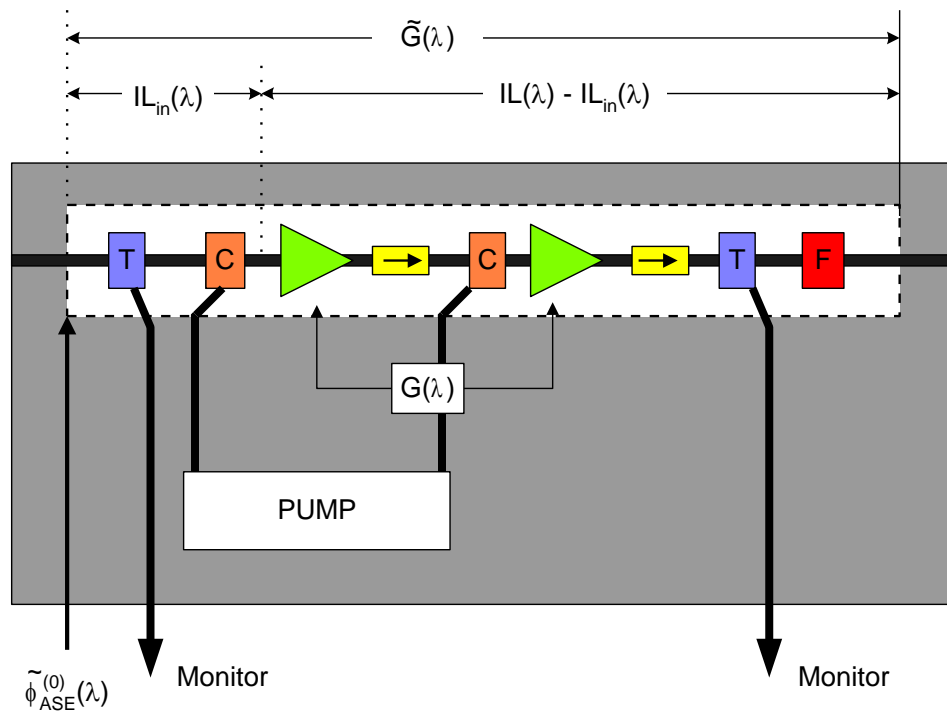 G̃(λ)
IL_in(λ)
IL(λ) - IL_in(λ)
T
C
C
T
F
G(λ)
PUMP
Monitor
Monitor
ϕ̃_ASE^(0)(λ)